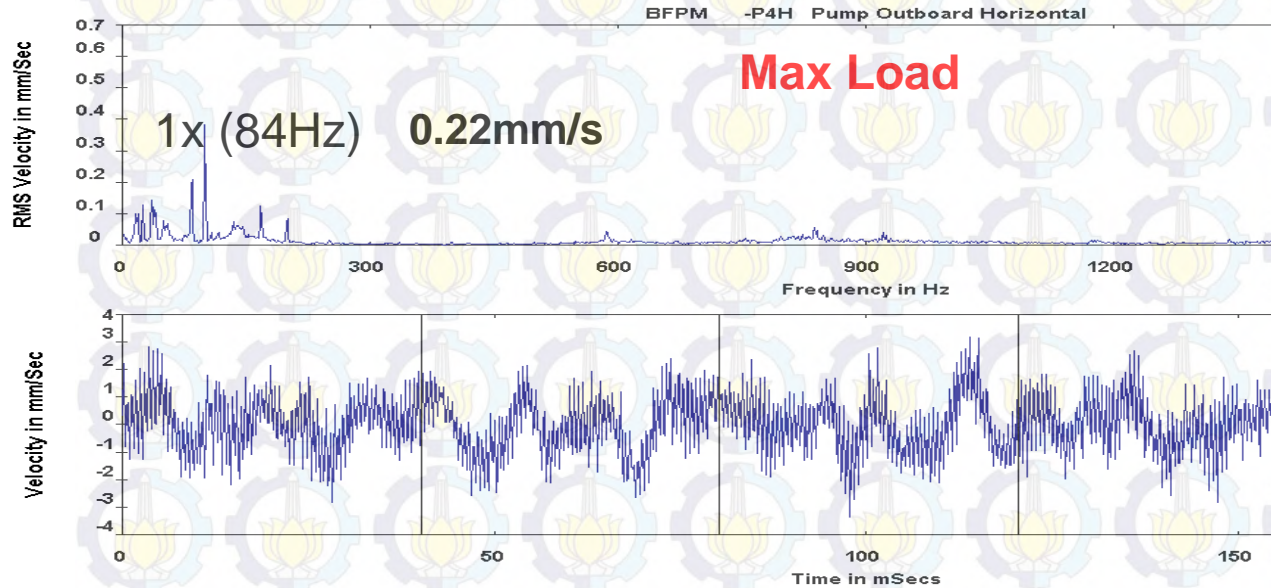 BFPM -P4H Pump Outboard Horizontal
Max Load
1x (84Hz) 0.22mm/s
RMS Velocity in mm/Sec
0.7
0.6
0.5
0.4
0.3
0.2
0.1
0
0 300 600 900 1200
Frequency in Hz
Velocity in mm/Sec
4
3
2
1
0
-1
-2
-3
-4
0 50 100 150
Time in mSecs